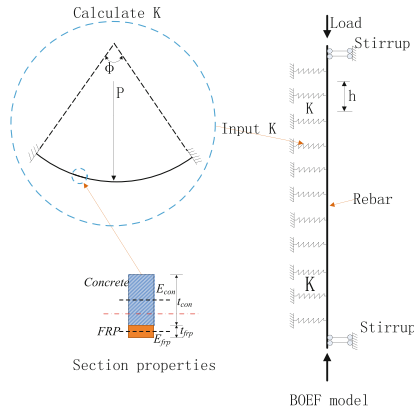 Calculate K
Φ
P
Input K
Concrete
E_con
t_con
FRP
E_frp
t_frp
Section properties
Load
Stirrup
K
h
Rebar
K
Stirrup
BOEF model